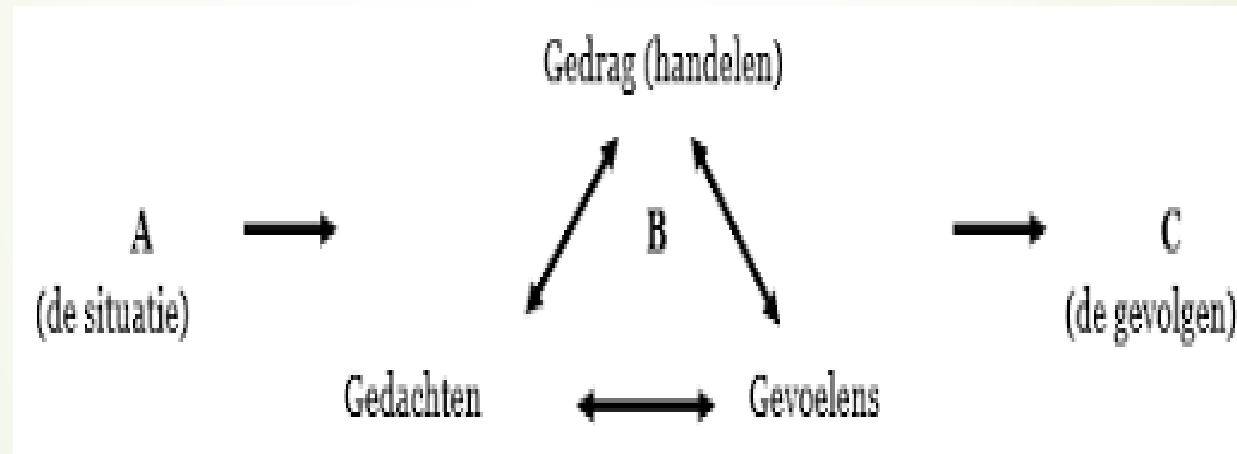 Gedrag (handelen)
A
B
C
(de situatie)
(de gevolgen)
Gedachten
Gevoelens